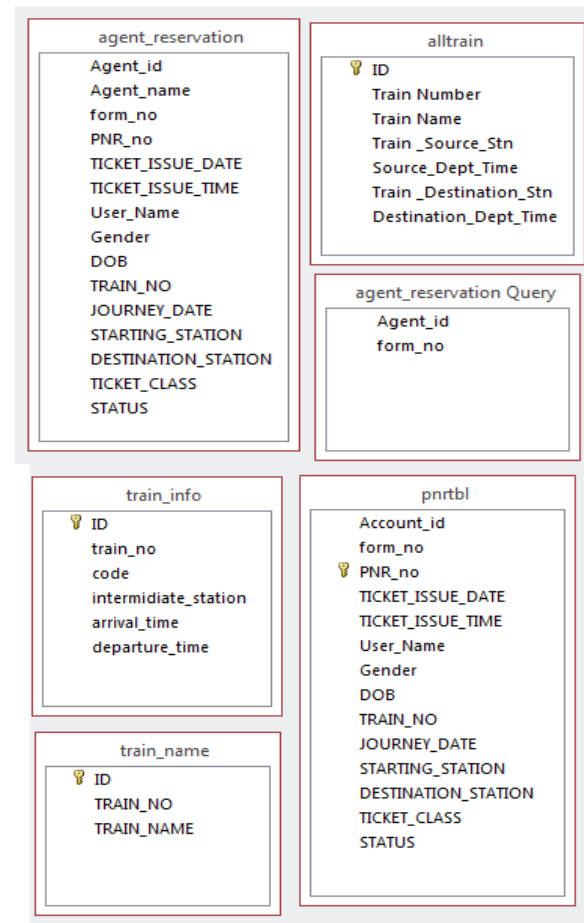 agent_reservation
Agent_id
Agent_name
form_no
PNR_no
TICKET_ISSUE_DATE
TICKET_ISSUE_TIME
User_Name
Gender
DOB
TRAIN_NO
JOURNEY_DATE
STARTING_STATION
DESTINATION_STATION
TICKET_CLASS
STATUS
alltrain
ID
Train Number
Train Name
Train _Source_Stn
Source_Dept_Time
Train _Destination_Stn
Destination_Dept_Time
agent_reservation Query
Agent_id
form_no
train_info
ID
train_no
code
intermidiate_station
arrival_time
departure_time
pnrtbl
Account_id
form_no
PNR_no
TICKET_ISSUE_DATE
TICKET_ISSUE_TIME
User_Name
Gender
DOB
TRAIN_NO
JOURNEY_DATE
STARTING_STATION
DESTINATION_STATION
TICKET_CLASS
STATUS
train_name
ID
TRAIN_NO
TRAIN_NAME